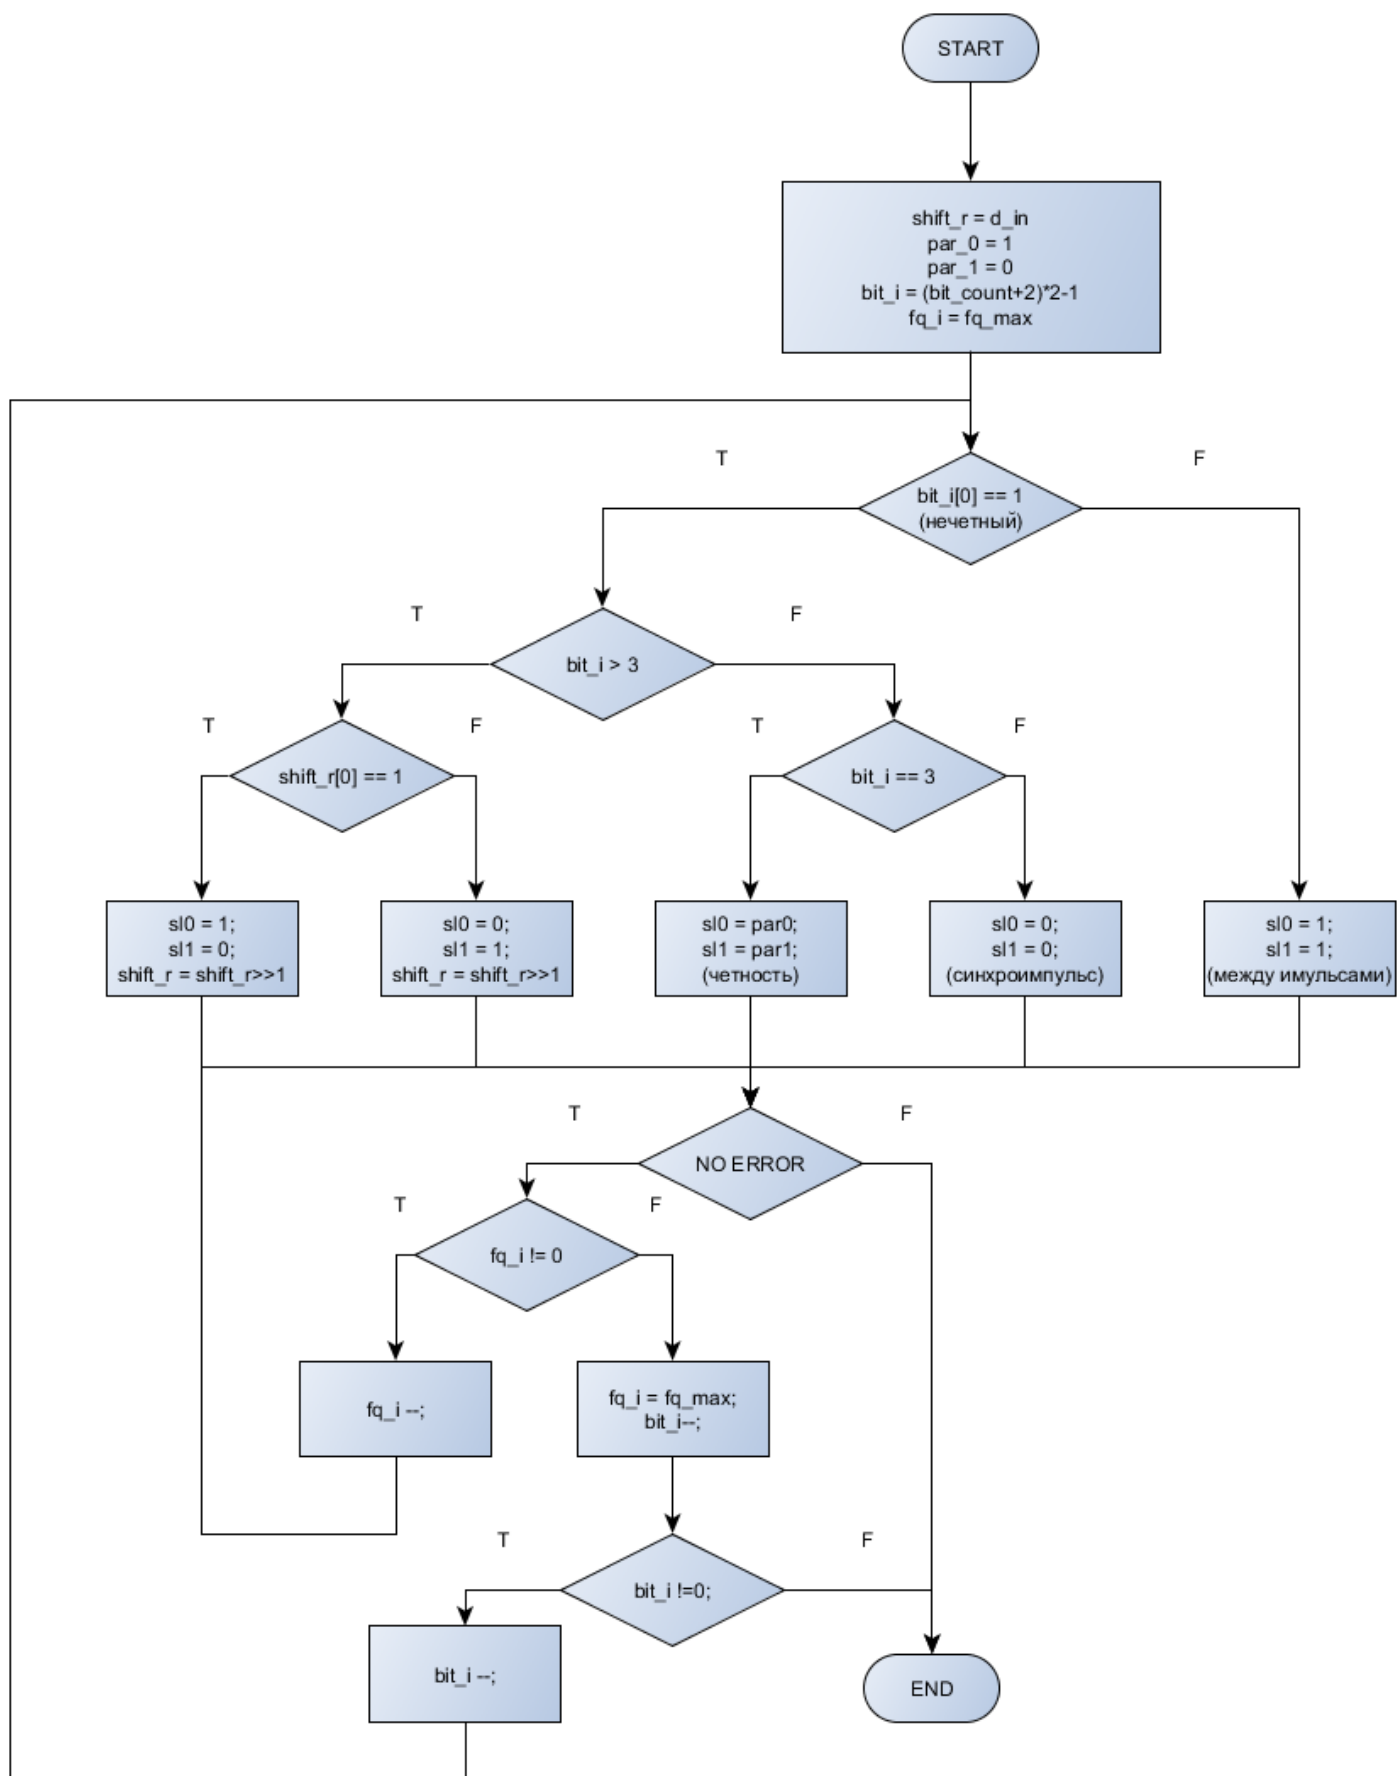 START
shift_r = d_in
par_0 = 1
par_1 = 0
bit_i = (bit_count+2)*2-1
fq_i = fq_max
T
F
bit_i[0] == 1
(нечетный)
T
F
bit_i > 3
T
F
T
F
shift_r[0] == 1
bit_i == 3
sl0 = 1;
sl1 = 0;
shift_r = shift_r>>1
sl0 = 0;
sl1 = 1;
shift_r = shift_r>>1
sl0 = par0;
sl1 = par1;
(четность)
sl0 = 0;
sl1 = 0;
(синхроимпульс)
sl0 = 1;
sl1 = 1;
(между имульсами)
T
F
NO ERROR
T
F
fq_i != 0
fq_i --;
fq_i = fq_max;
bit_i--;
T
F
bit_i !=0;
bit_i --;
END